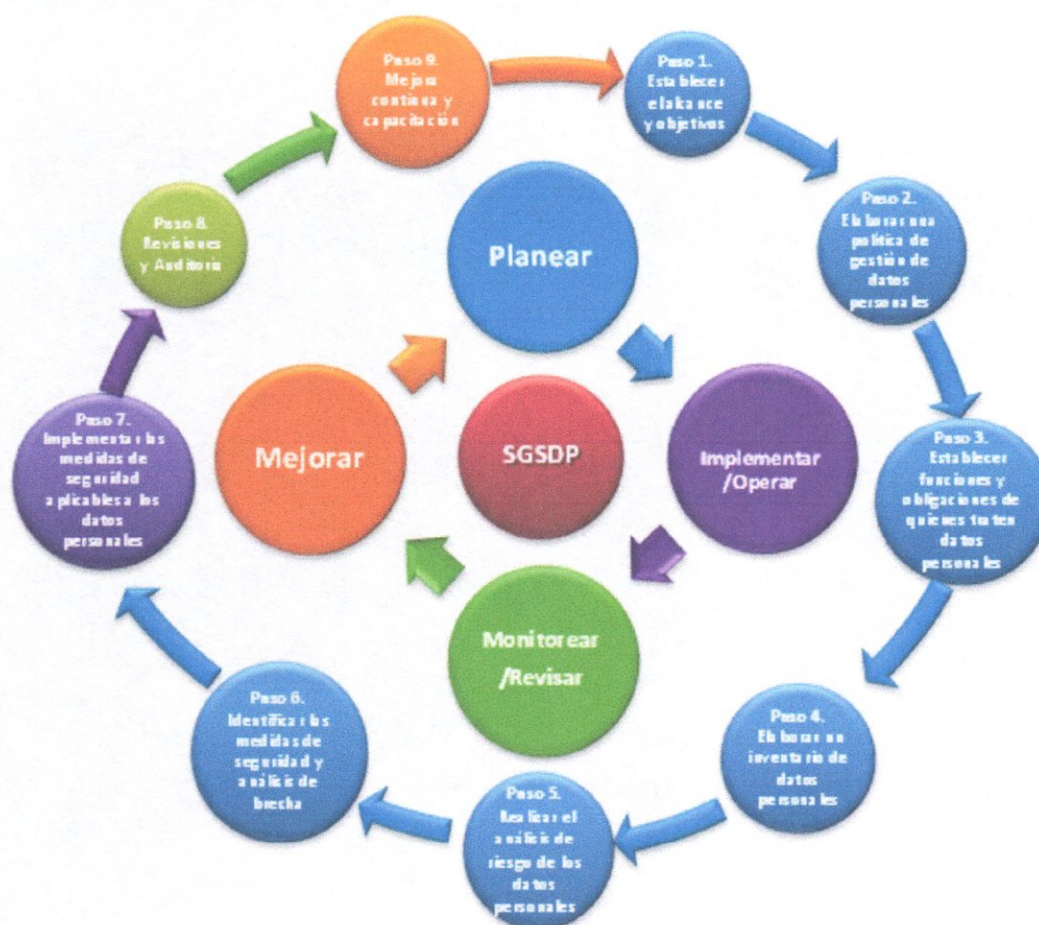 Paso 1.
Establecer
el alcance
y objetivos
Paso 2.
Elaborar una
política de
gestión de
datos
personales
Paso 3.
Establecer
funciones y
obligaciones de
quienes traten
datos
personales
Paso 4.
Elaborar un
inventario de
datos
personales
Paso 5.
Realizar el
análisis de
riesgo de los
datos
personales
Paso 6.
Identificar las
medidas de
seguridad y
análisis de
brecha
Paso 7.
Implementar las
medidas de
seguridad
aplicables a los
datos
personales
Paso 8.
Revisiones
y Auditoría
Paso 9.
Mejora
continua y
capacitación
Planear
Implementar
/Operar
Monitorear
/Revisar
Mejorar
SGSDP